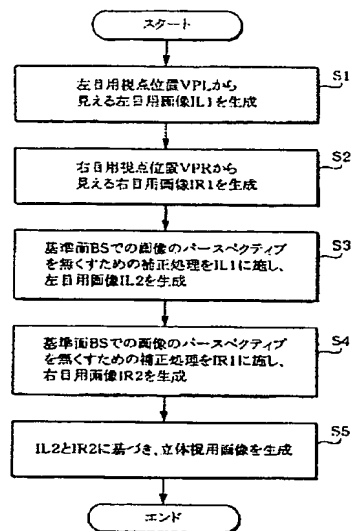 スタート
S1
左目用視点位置VPLから
見える左目用画像IL1を生成
S2
右目用視点位置VPRから
見える右目用画像IR1を生成
S3
基準面BSでの画像のパースペクティブ
を無くすための補正処理をIL1に施し、
左目用画像IL2を生成
S4
基準面BSでの画像のパースペクティブ
を無くすための補正処理をIR1に施し、
右目用画像IR2を生成
S5
IL2とIR2に基づき、立体視用画像を生成
エンド